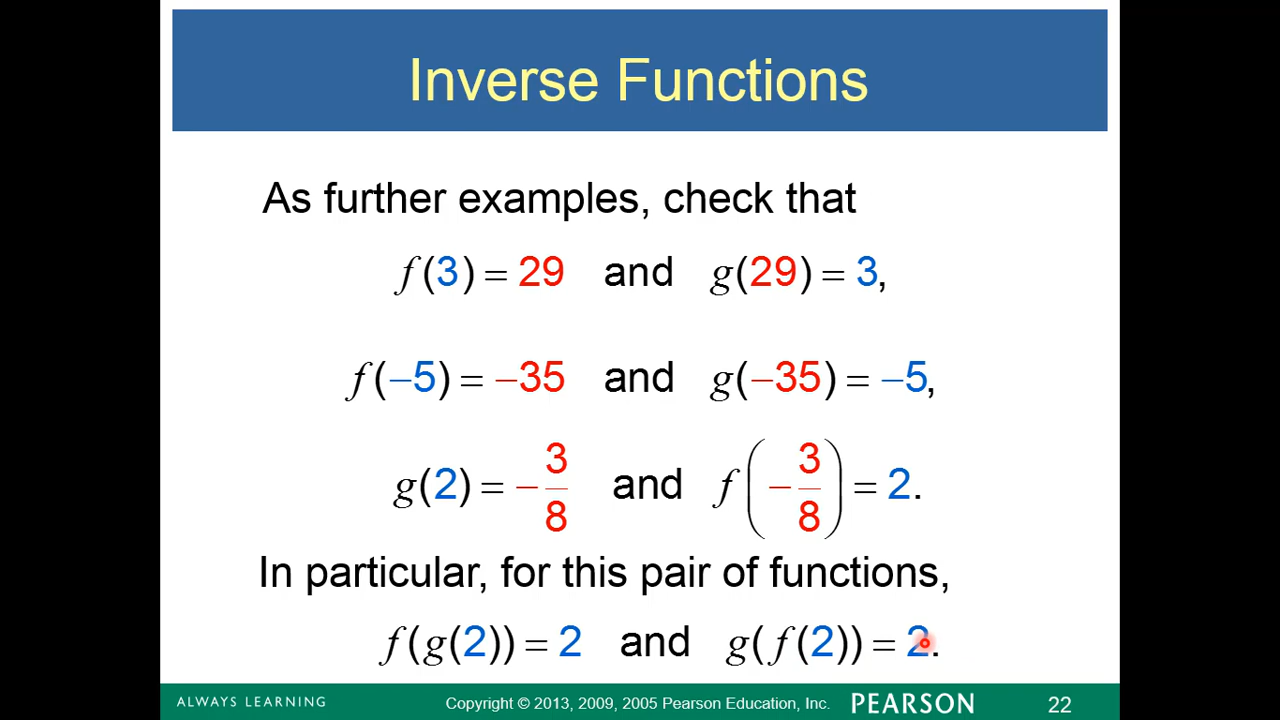 Inverse Functions
As further examples, check that
f(3) = 29 and g(29) = 3,
f(−5) = −35 and g(−35) = −5,
g(2) = −3/8 and f(−3/8) = 2.
In particular, for this pair of functions,
f(g(2)) = 2 and g(f(2)) = 2.
ALWAYS LEARNING Copyright © 2013, 2009, 2005 Pearson Education, Inc. PEARSON 22